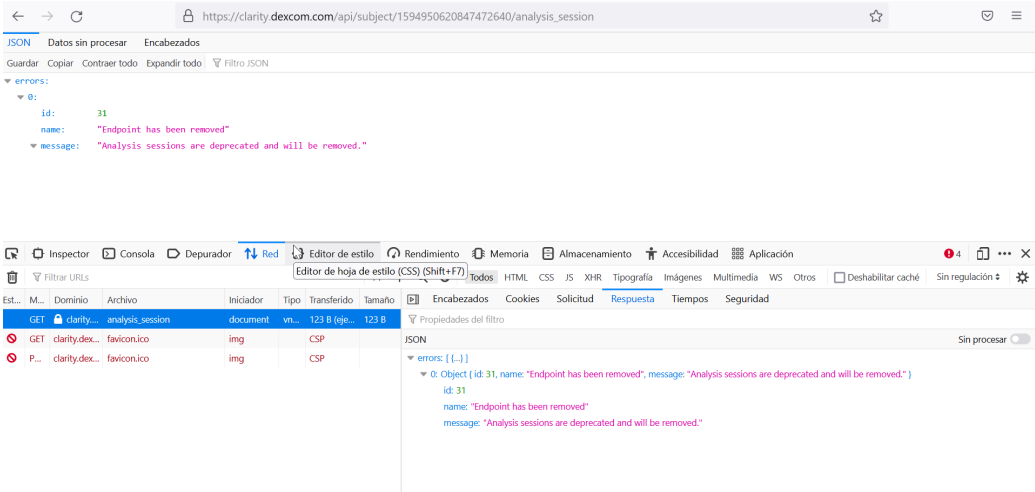 https://clarity.dexcom.com/api/subject/1594950620847472640/analysis_session
JSON Datos sin procesar Encabezados
Guardar Copiar Contraer todo Expandir todo Filtro JSON
errors:
0:
id: 31
name: "Endpoint has been removed"
message: "Analysis sessions are deprecated and will be removed."
Inspector Consola Depurador Red Editor de estilo Rendimiento Memoria Almacenamiento Accesibilidad Aplicación 4
Editor de hoja de estilo (CSS) (Shift+F7)
Filtrar URLs Todos HTML CSS JS XHR Tipografía Imágenes Multimedia WS Otros Deshabilitar caché Sin regulación
Est... M... Dominio Archivo Iniciador Tipo Transferido Tamaño Encabezados Cookies Solicitud Respuesta Tiempos Seguridad
GET clarity.... analysis_session document vn... 123 B (eje... 123 B Propiedades del filtro
GET clarity.dex... favicon.ico img CSP JSON Sin procesar
P... clarity.dex... favicon.ico img CSP errors: [ {...} ]
0: Object { id: 31, name: "Endpoint has been removed", message: "Analysis sessions are deprecated and will be removed." }
id: 31
name: "Endpoint has been removed"
message: "Analysis sessions are deprecated and will be removed."